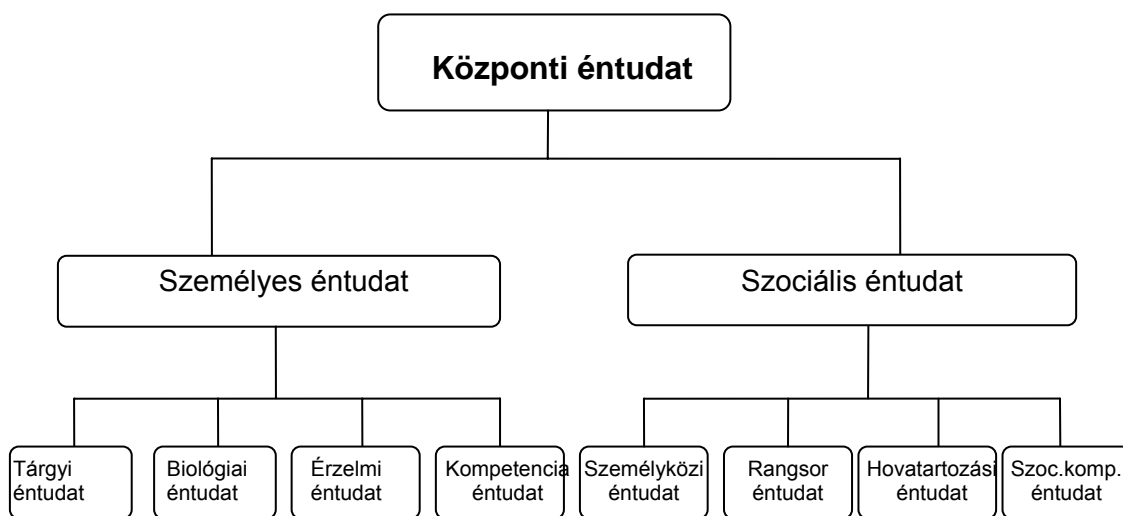 Központi éntudat
Személyes éntudat
Szociális éntudat
Tárgyi
éntudat
Biológiai
éntudat
Érzelmi
éntudat
Kompetencia
éntudat
Személyközi
éntudat
Rangsor
éntudat
Hovatartozási
éntudat
Szoc.komp.
éntudat